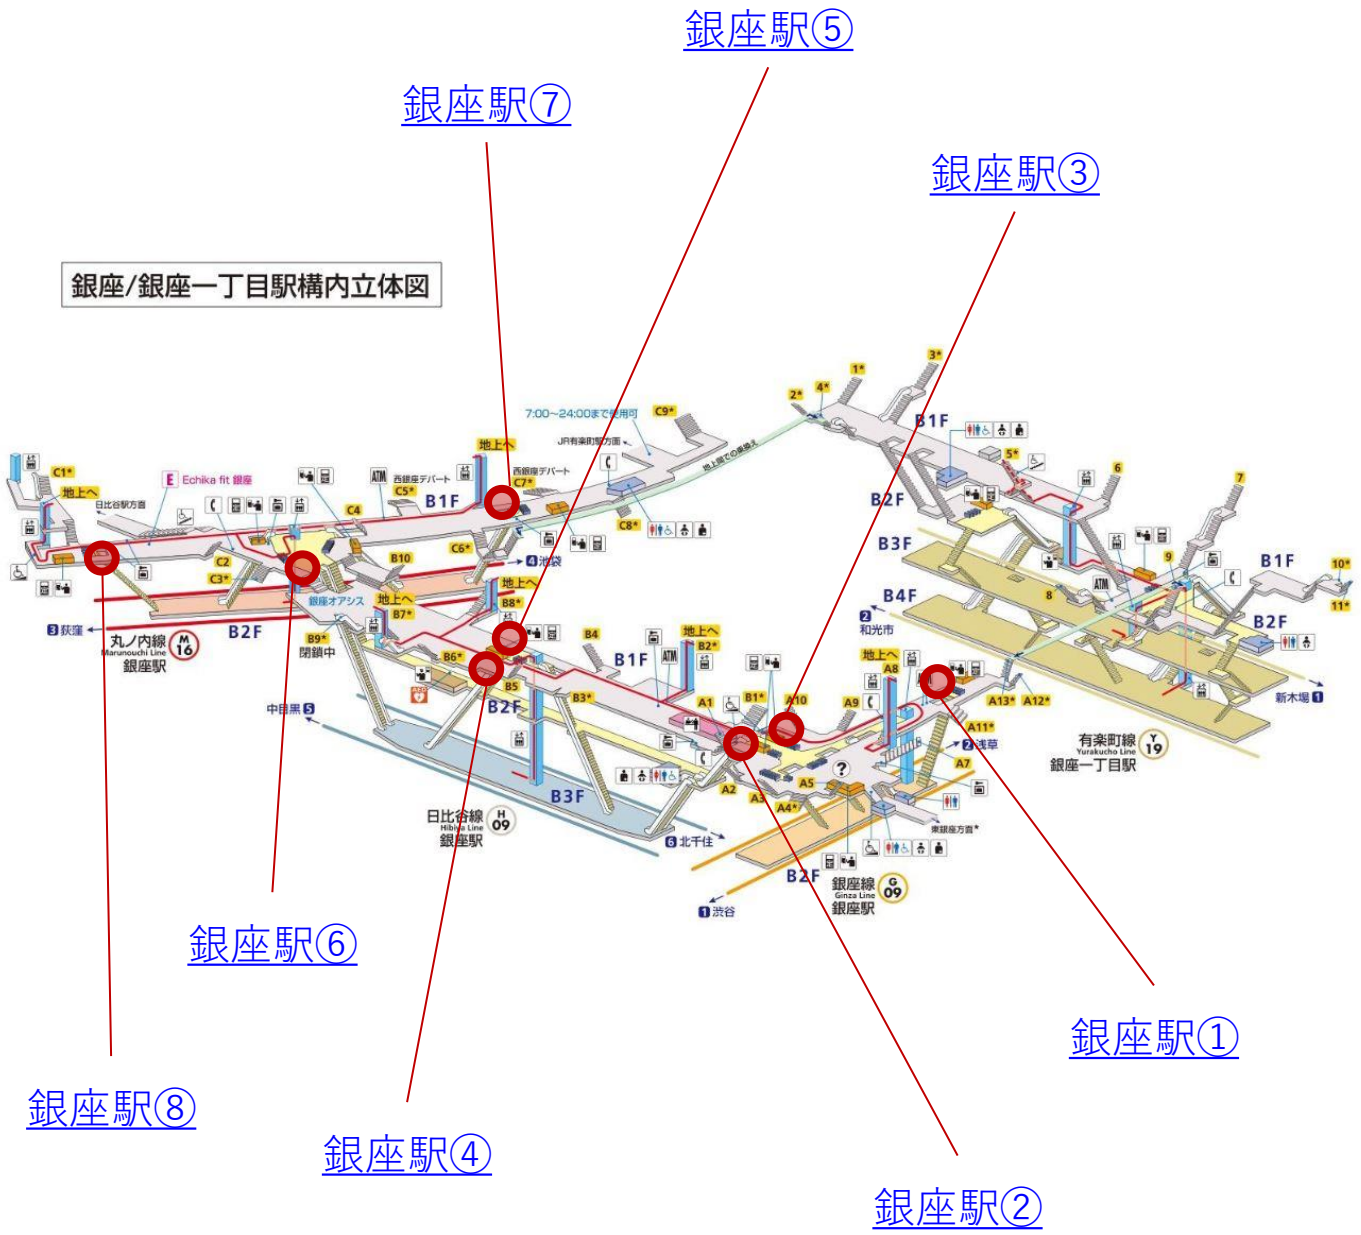 銀座駅⑤
銀座駅⑦
銀座駅③
銀座/銀座一丁目駅構内立体図
3*
1*
4*
2*
7:00～24:00まで使用可
C9*
B1F
JR有楽町駅方面
地上へ
地上階での乗換え
5*
6
7
C1*
地上へ
E Echika fit 銀座
ATM
西銀座デパート
C5*
西銀座デパート
C7*
B1F
B2F
日比谷駅方面
C4
C8*
B3F
C6*
C2
C3*
B10
4 池袋
9
B1F
10*
11*
ATM
8
B4F
地上へ
B8*
銀座オアシス
地上へ
B7*
3 荻窪
B2F
丸ノ内線
Marunouchi Line
銀座駅
M
16
B9*
閉鎖中
B4
2
和光市
B2F
地上へ
B2*
B1F
ATM
B6*
AED
B5
B3*
B2F
地上へ
A8
A13*
A12*
新木場 1
中目黒 5
A1
B1*
A10
A9
A11*
2 浅草
有楽町線
Yurakucho Line
銀座一丁目駅
Y
19
A7
?
A5
A2
A3
A4*
B3F
日比谷線
Hibiya Line
銀座駅
H
09
6 北千住
東銀座方面*
B2F
銀座線
Ginza Line
銀座駅
G
09
1 渋谷
銀座駅⑥
銀座駅①
銀座駅⑧
銀座駅④
銀座駅②